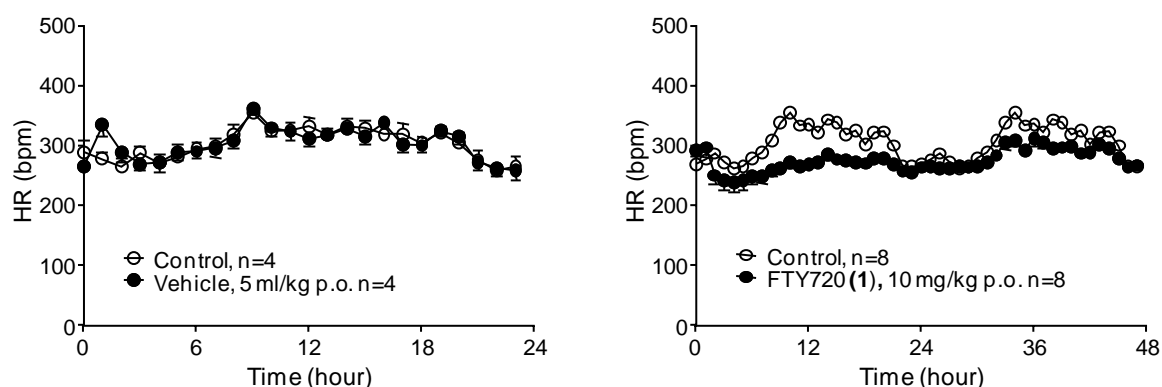 500
400
300
200
100
0
HR (bpm)
Control, n=4
Vehicle, 5 ml/kg p.o. n=4
0 6 12 18 24
Time (hour)
500
400
300
200
100
0
HR (bpm)
Control, n=8
FTY720 (1), 10 mg/kg p.o. n=8
0 12 24 36 48
Time (hour)